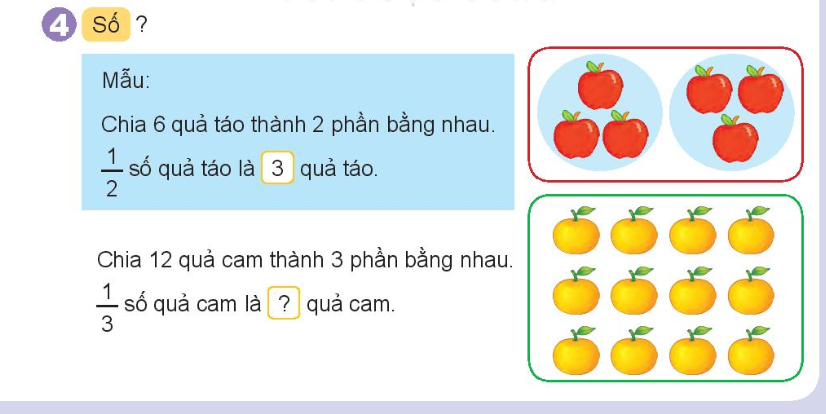 4 Số ?
Mẫu:
Chia 6 quả táo thành 2 phần bằng nhau.
1/2 số quả táo là 3 quả táo.
Chia 12 quả cam thành 3 phần bằng nhau.
1/3 số quả cam là ? quả cam.